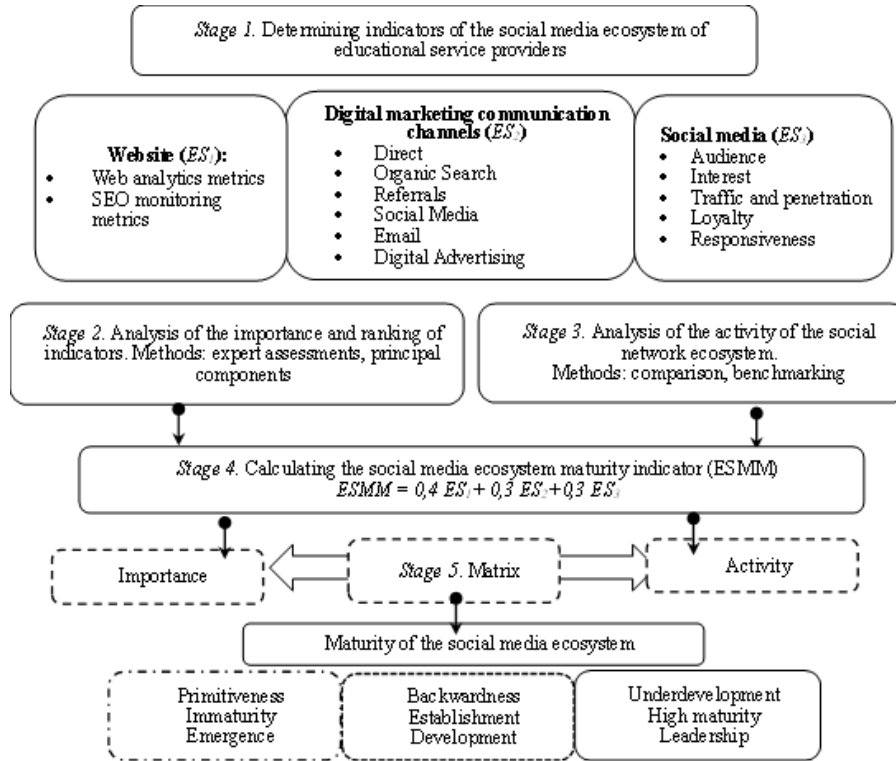 Stage 1. Determining indicators of the social media ecosystem of
educational service providers
Website (ES₁):
• Web analytics metrics
• SEO monitoring
metrics
Digital marketing communication
channels (ES₂)
• Direct
• Organic Search
• Referrals
• Social Media
• Email
• Digital Advertising
Social media (ES₃)
• Audience
• Interest
• Traffic and penetration
• Loyalty
• Responsiveness
Stage 2. Analysis of the importance and ranking of
indicators. Methods: expert assessments, principal
components
Stage 3. Analysis of the activity of the social
network ecosystem.
Methods: comparison, benchmarking
Stage 4. Calculating the social media ecosystem maturity indicator (ESMM)
ESMM = 0,4 ES₁ + 0,3 ES₂ + 0,3 ES₃
Importance
Stage 5. Matrix
Activity
Maturity of the social media ecosystem
Primitiveness
Immaturity
Emergence
Backwardness
Establishment
Development
Underdevelopment
High maturity
Leadership